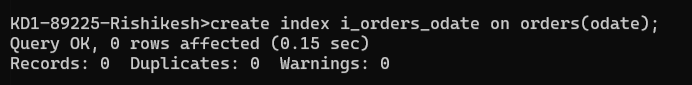 KD1-89225-Rishikesh>create index i_orders_odate on orders(odate);
Query OK, 0 rows affected (0.15 sec)
Records: 0  Duplicates: 0  Warnings: 0